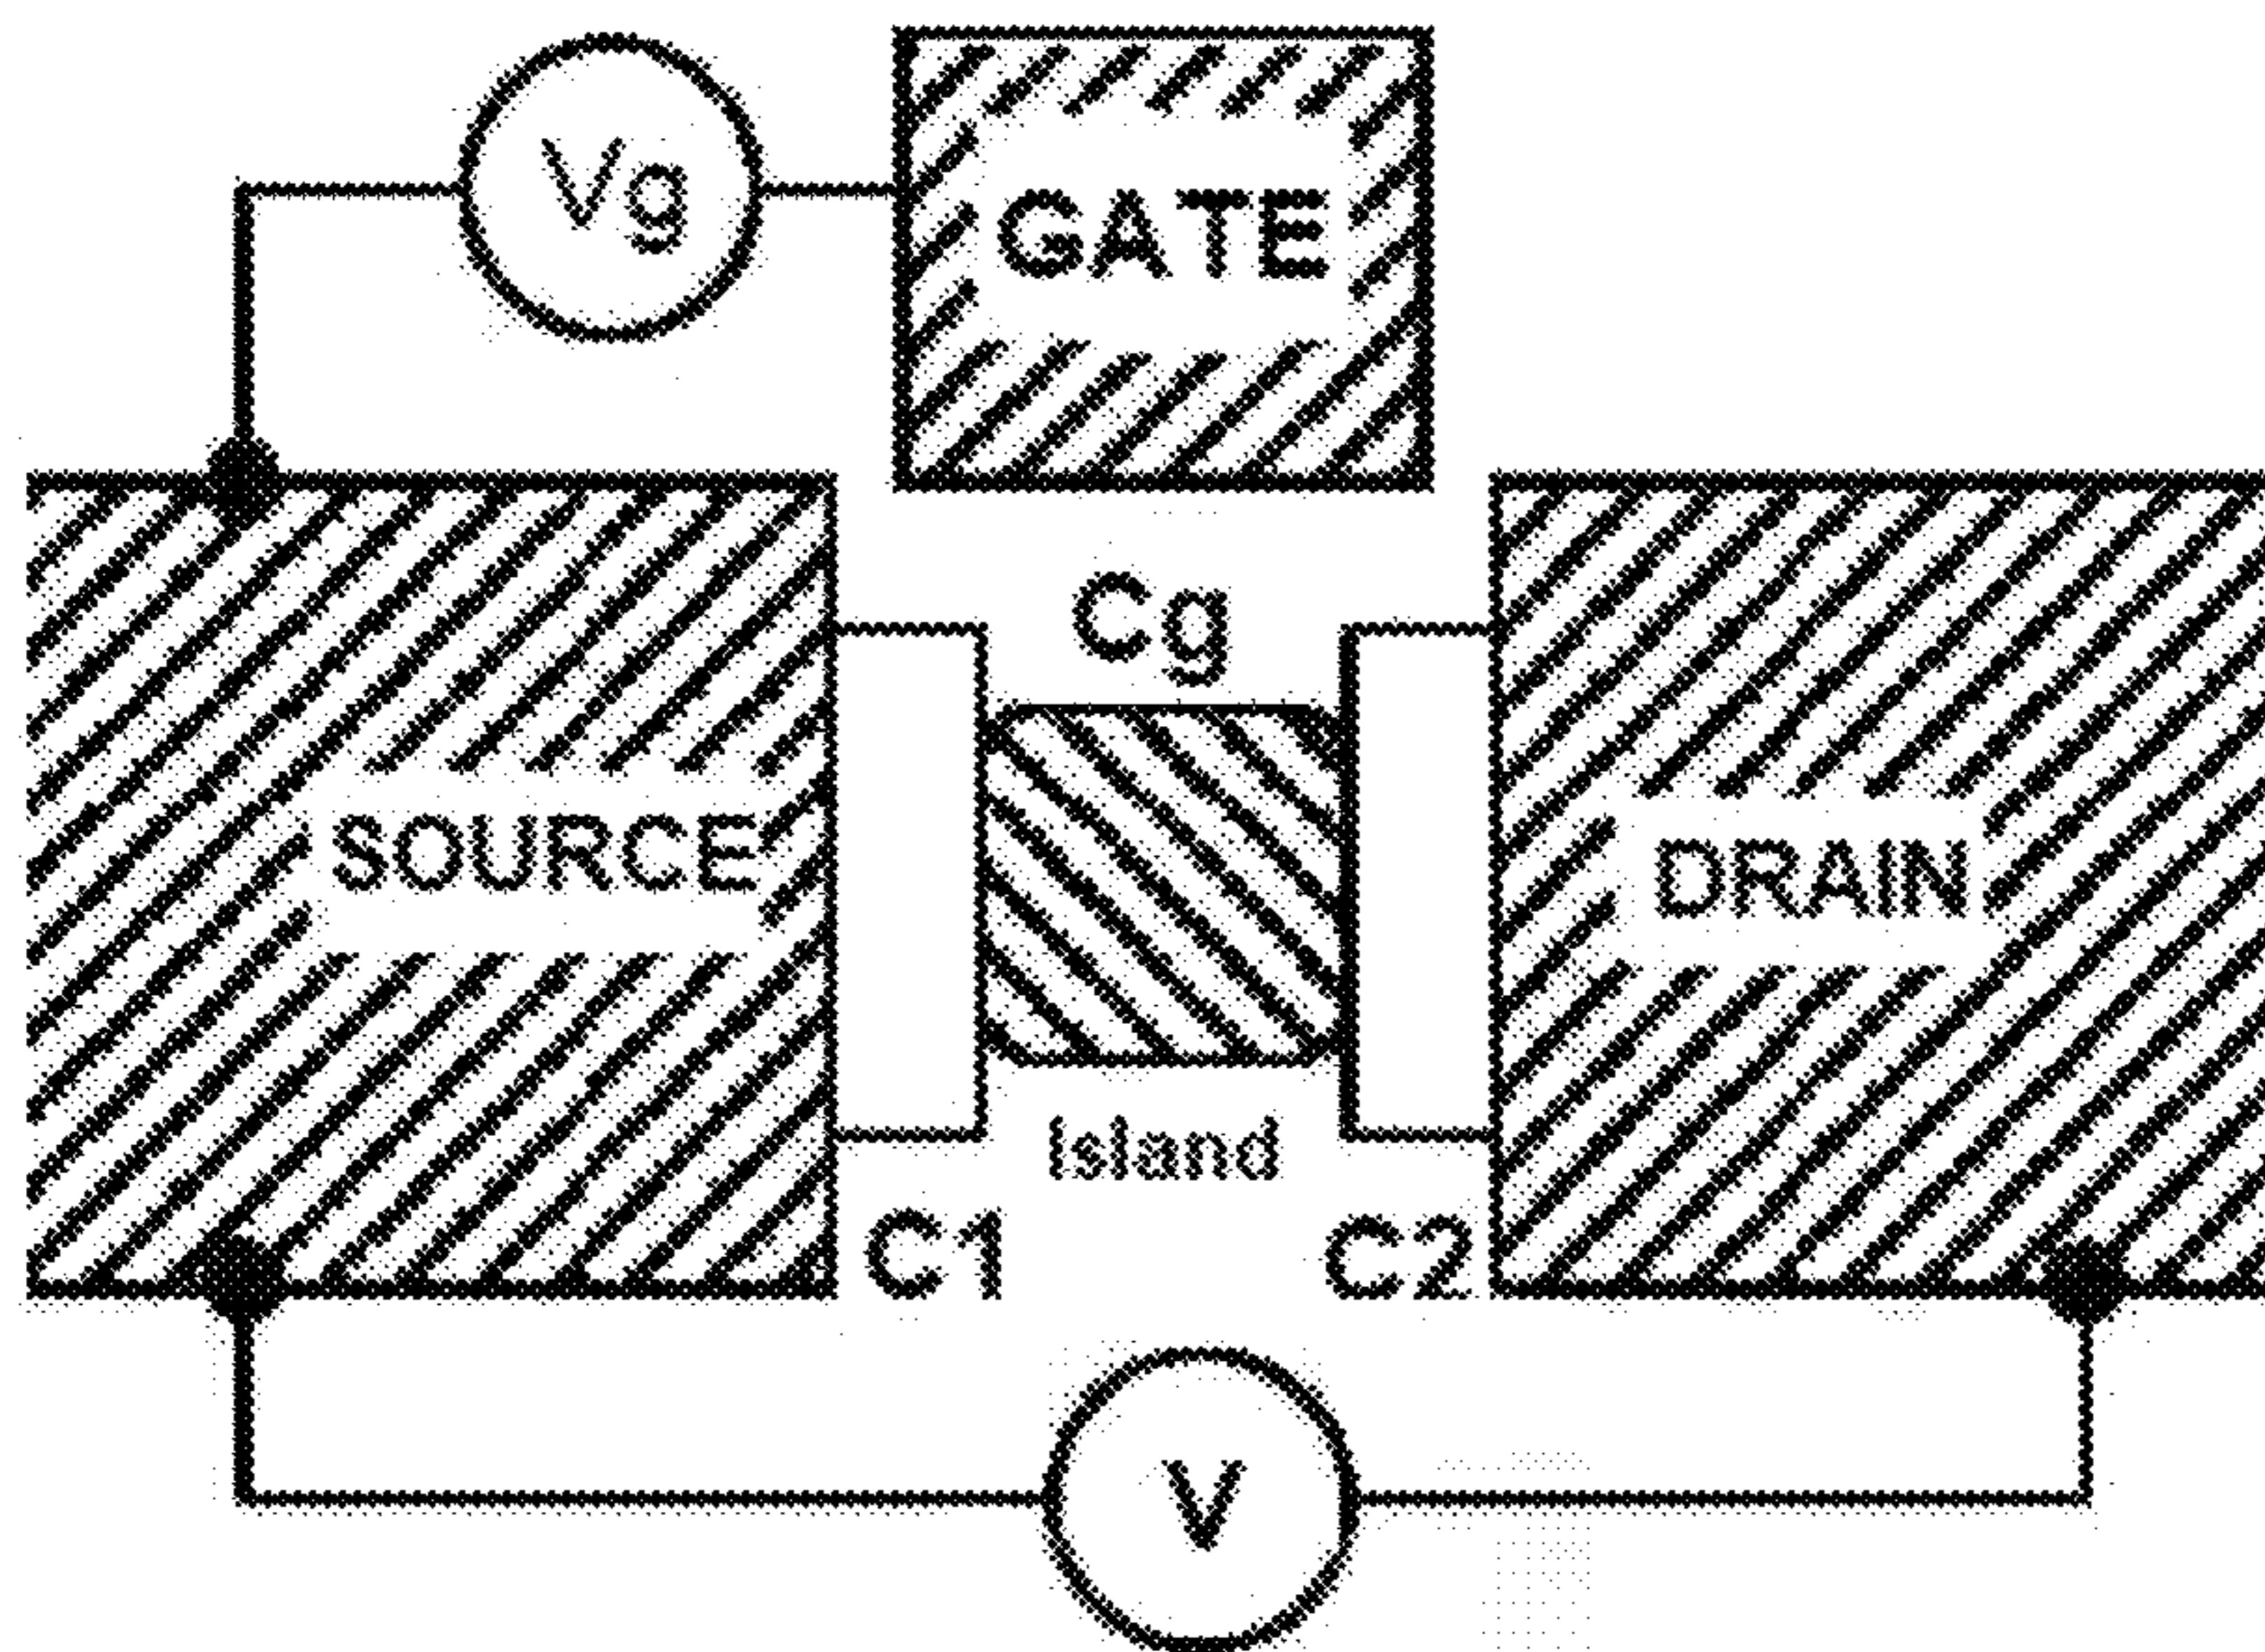 Vg
GATE
Cg
SOURCE
DRAIN
Island
C1
C2
V